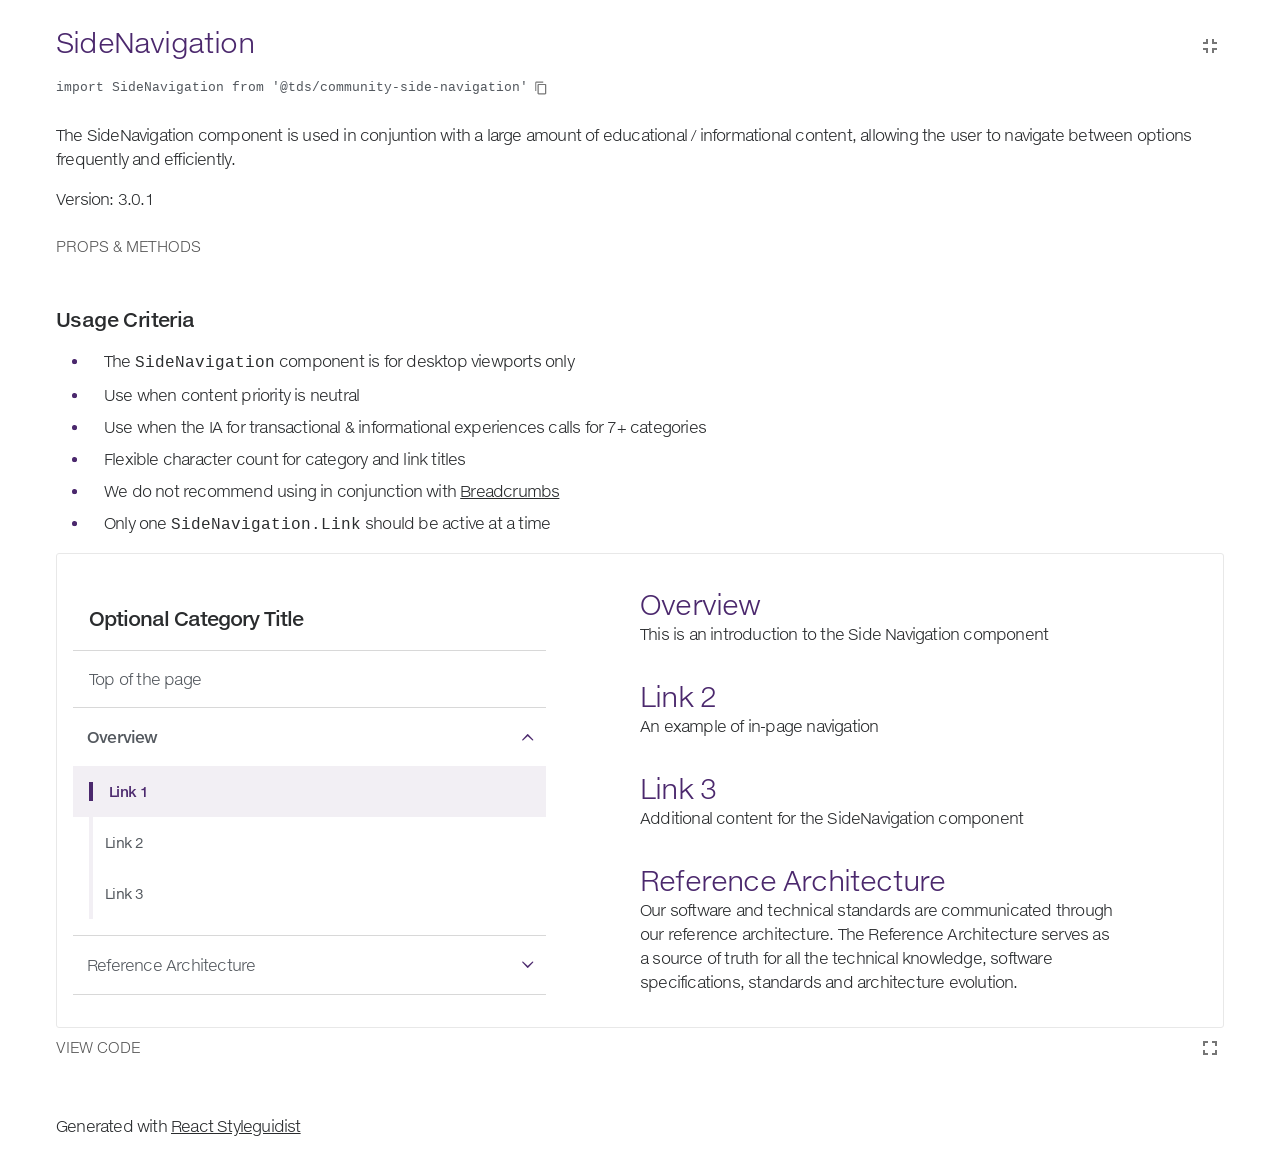 SideNavigation
import SideNavigation from '@tds/community-side-navigation'
The SideNavigation component is used in conjuntion with a large amount of educational / informational content, allowing the user to navigate between options
frequently and efficiently.
Version: 3.0.1
PROPS & METHODS
Usage Criteria
The SideNavigation component is for desktop viewports only
Use when content priority is neutral
Use when the IA for transactional & informational experiences calls for 7+ categories
Flexible character count for category and link titles
We do not recommend using in conjunction with Breadcrumbs
Only one SideNavigation.Link should be active at a time
Optional Category Title
Top of the page
Overview
Link 1
Link 2
Link 3
Reference Architecture
Overview
This is an introduction to the Side Navigation component
Link 2
An example of in-page navigation
Link 3
Additional content for the SideNavigation component
Reference Architecture
Our software and technical standards are communicated through
our reference architecture. The Reference Architecture serves as
a source of truth for all the technical knowledge, software
specifications, standards and architecture evolution.
VIEW CODE
Generated with React Styleguidist